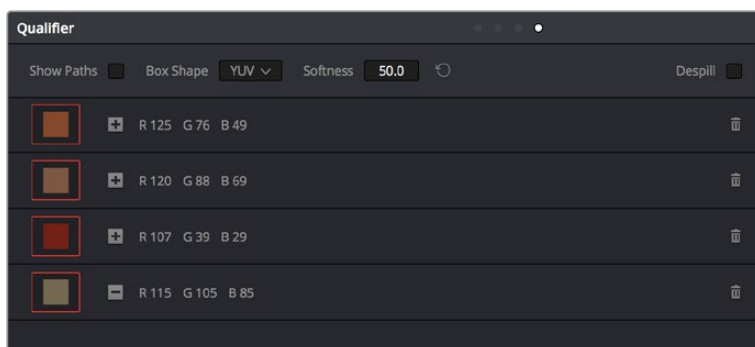 Qualifier
Show Paths Box Shape YUV Softness 50.0 Despill
R 125 G 76 B 49
R 120 G 88 B 69
R 107 G 39 B 29
R 115 G 105 B 85